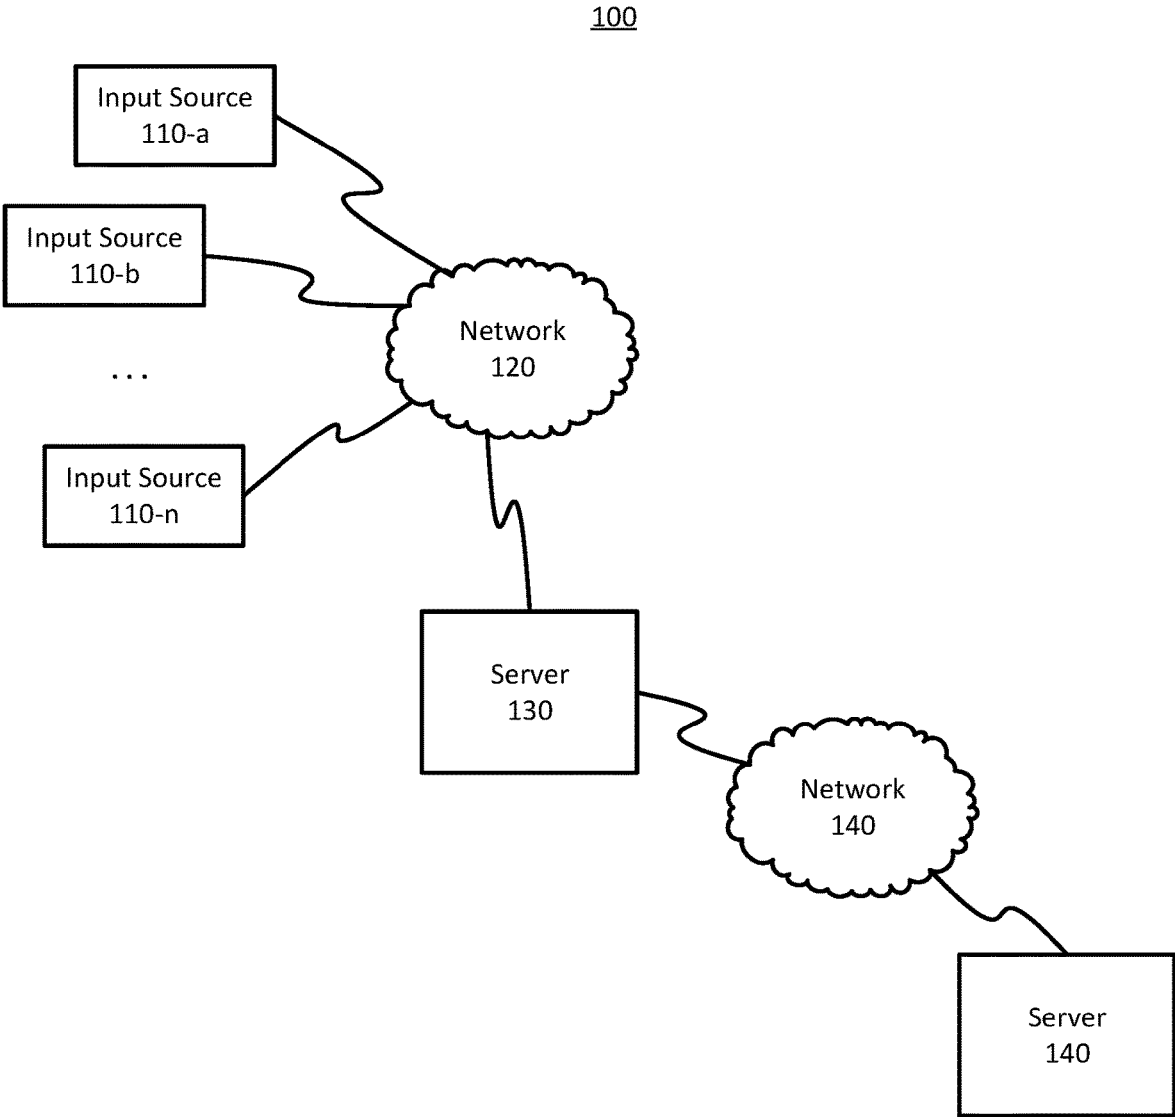 100
Input Source
110-a
Input Source
110-b
Network
120
...
Input Source
110-n
Server
130
Network
140
Server
140